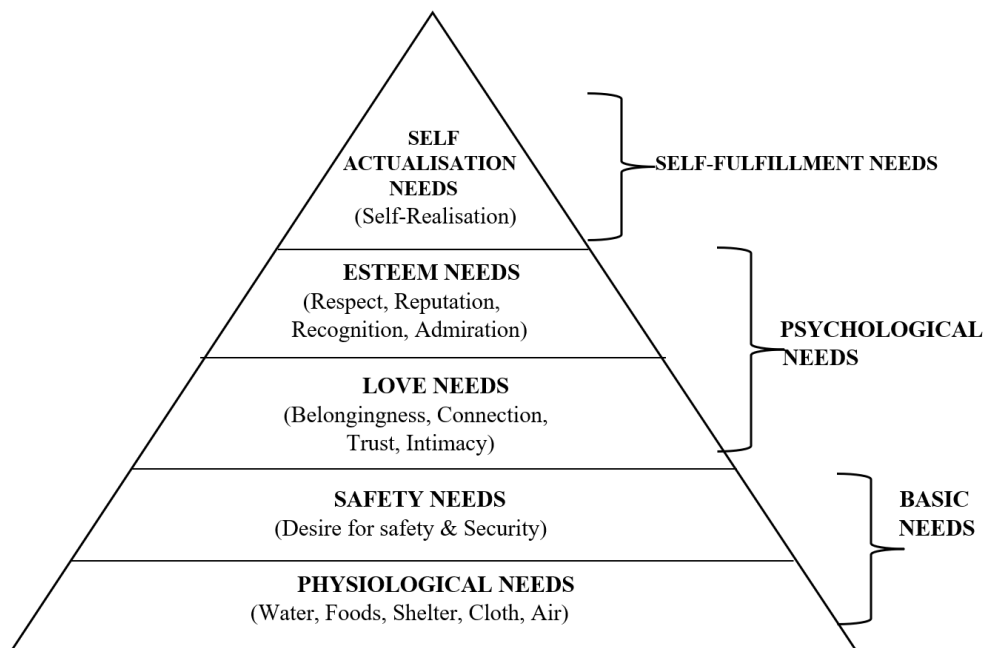 SELF
ACTUALISATION
NEEDS
(Self-Realisation)
SELF-FULFILLMENT NEEDS
ESTEEM NEEDS
(Respect, Reputation,
Recognition, Admiration)
PSYCHOLOGICAL
NEEDS
LOVE NEEDS
(Belongingness, Connection,
Trust, Intimacy)
SAFETY NEEDS
(Desire for safety & Security)
BASIC
NEEDS
PHYSIOLOGICAL NEEDS
(Water, Foods, Shelter, Cloth, Air)